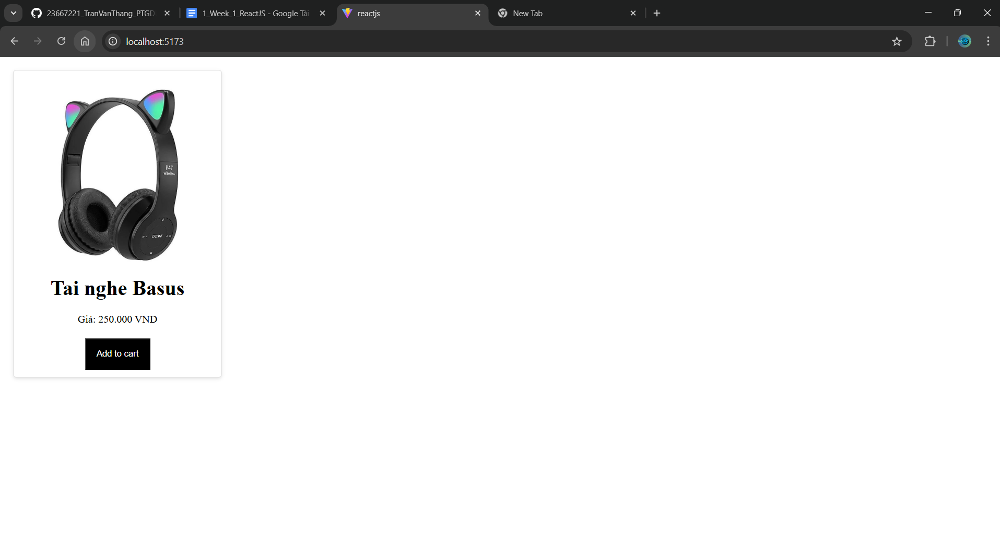 23667221_TranVanThang_PTGD
1_Week_1_ReactJS - Google Tài
reactjs
New Tab
localhost:5173
P47
wireless
Tai nghe Basus
Giá: 250.000 VND
Add to cart